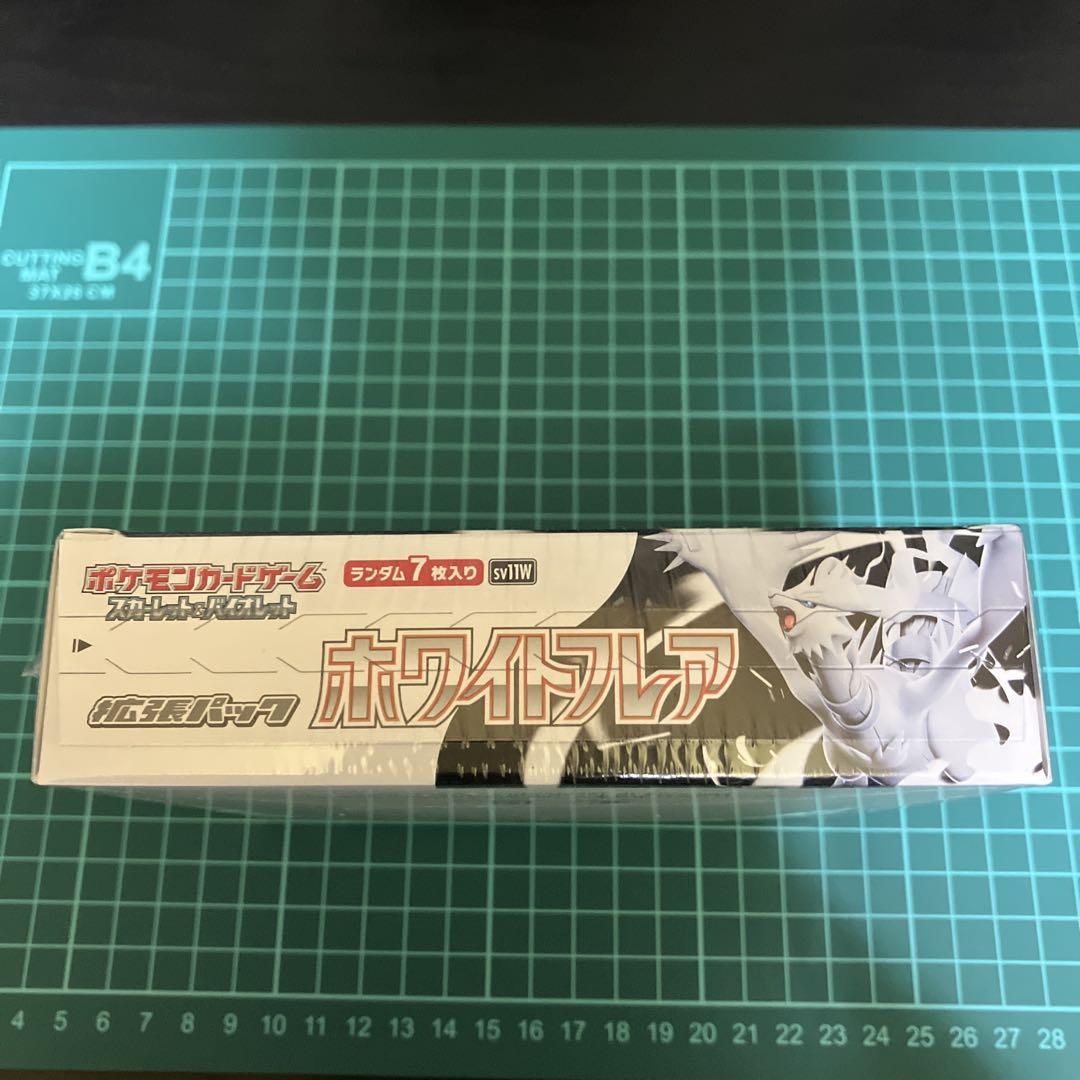 CUTTING
MAT B4
37X26 CM
ポケモンカードゲーム
スカーレット&バイオレット
ランダム7枚入り
sv11W
拡張パック
ホワイトフレア
4 5 6 7 8 9 10 11 12 13 14 15 16 17 18 19 20 21 22 23 24 25 26 27 28